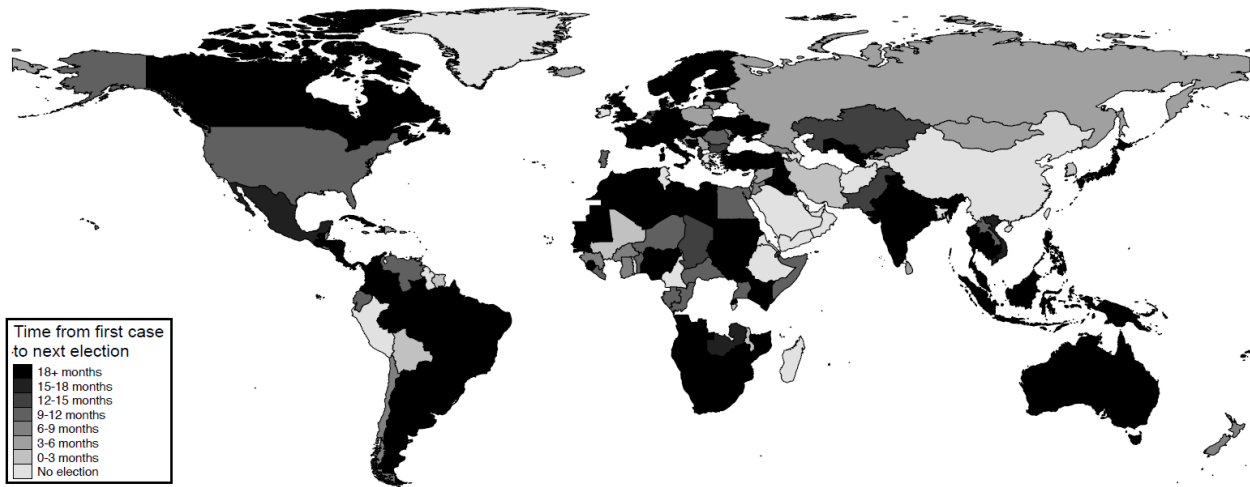 Time from first case
to next election
18+ months
15-18 months
12-15 months
9-12 months
6-9 months
3-6 months
0-3 months
No election